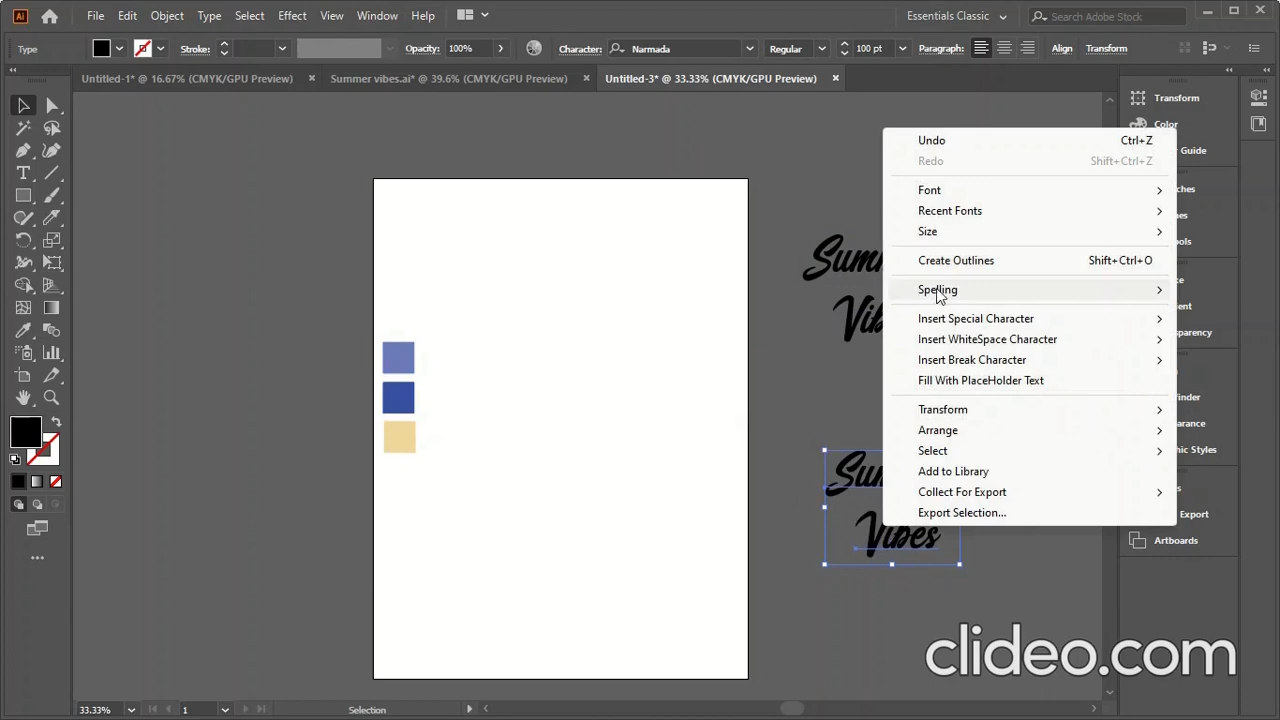 Ai File Edit Object Type Select Effect View Window Help Essentials Classic Search Adobe Stock
Type Stroke: Opacity: 100% Character: Narmada Regular 100 pt Paragraph: Align Transform
Untitled-1* @ 16.67% (CMYK/GPU Preview) Summer vibes.ai* @ 39.6% (CMYK/GPU Preview) Untitled-3* @ 33.33% (CMYK/GPU Preview)
Transform
Color
Undo Ctrl+Z
Guide
Redo Shift+Ctrl+Z
Font
Recent Fonts
Size
Create Outlines Shift+Ctrl+O
Spelling
Insert Special Character
Insert WhiteSpace Character
Insert Break Character
Fill With PlaceHolder Text
Transform
Arrange
Select
Add to Library
Collect For Export
Export Selection...
Export
Artboards
Vibes
clideo.com
33.33% 1 Selection